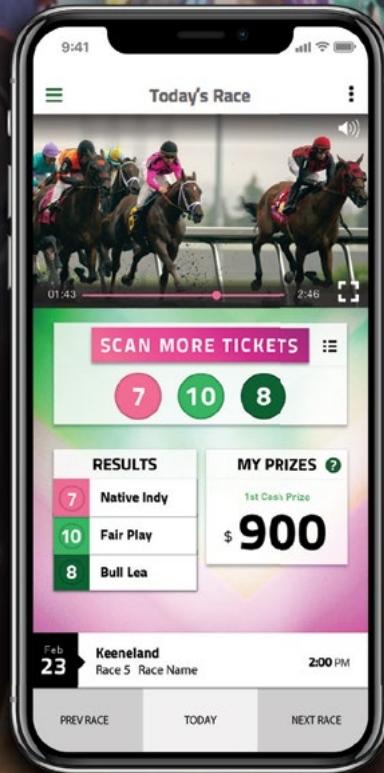 9:41
Today's Race
01:43
2:46
SCAN MORE TICKETS
7 10 8
RESULTS
7 Native Indy
10 Fair Play
8 Bull Lea
MY PRIZES ?
1st Cash Prize
$ 900
Feb
23
Keeneland
Race 5 Race Name
2:00 PM
PREV RACE TODAY NEXT RACE